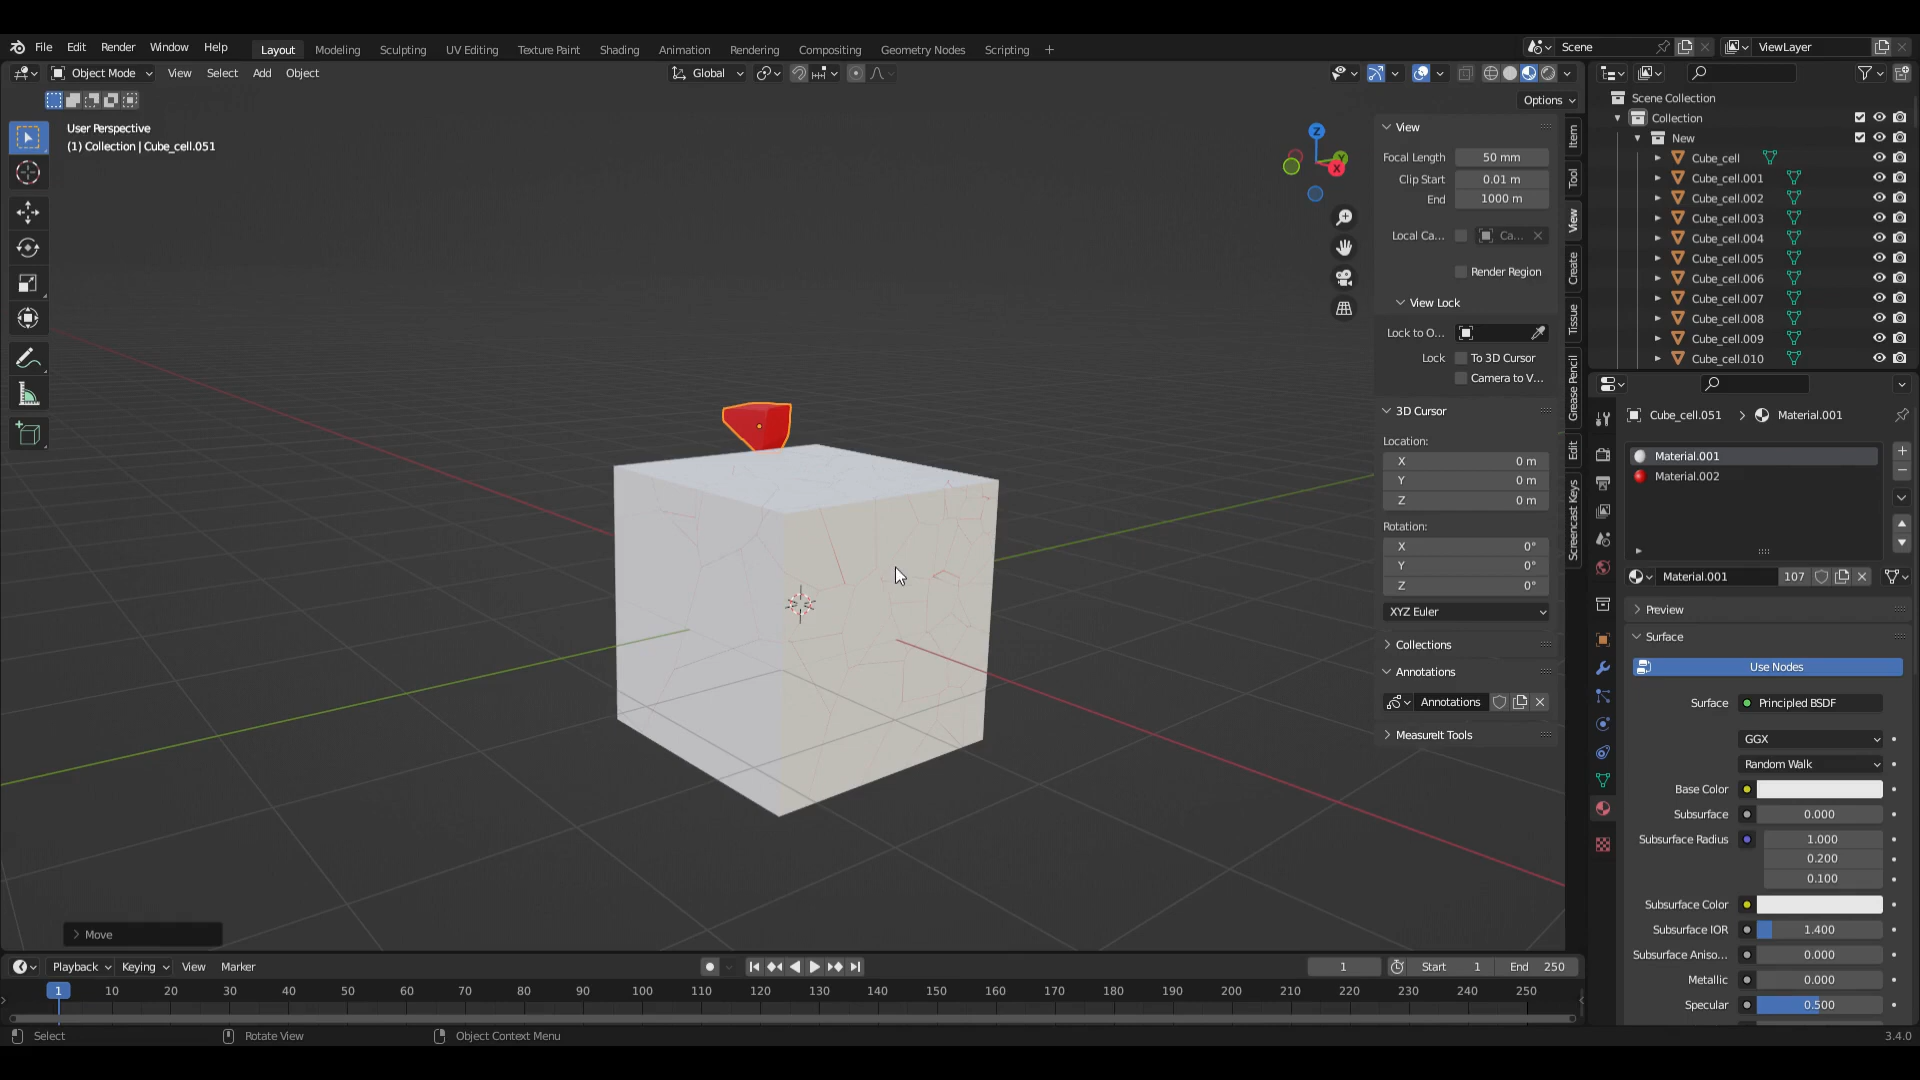 File Edit Render Window Help Layout Modeling Sculpting UV Editing Texture Paint Shading Animation Rendering Compositing Geometry Nodes Scripting + Scene ViewLayer
Object Mode View Select Add Object Global
Options
User Perspective
(1) Collection | Cube_cell.051
Z
Y
X
View
Focal Length 50 mm
Clip Start 0.01 m
End 1000 m
Local Ca... Ca...
Render Region
View Lock
Lock to O...
Lock To 3D Cursor
Camera to V...
3D Cursor
Location:
X 0 m
Y 0 m
Z 0 m
Rotation:
X 0°
Y 0°
Z 0°
XYZ Euler
Collections
Annotations
Annotations
MeasureIt Tools
Item
Tool
View
Create
Tissue
Grease Pencil
Edit
Screencast Keys
Scene Collection
Collection
New
Cube_cell
Cube_cell.001
Cube_cell.002
Cube_cell.003
Cube_cell.004
Cube_cell.005
Cube_cell.006
Cube_cell.007
Cube_cell.008
Cube_cell.009
Cube_cell.010
Cube_cell.051 > Material.001
Material.001
Material.002
Material.001 107
Preview
Surface
Use Nodes
Surface Principled BSDF
GGX
Random Walk
Base Color
Subsurface 0.000
Subsurface Radius 1.000
0.200
0.100
Subsurface Color
Subsurface IOR 1.400
Subsurface Aniso... 0.000
Metallic 0.000
Specular 0.500
Move
Playback Keying View Marker 1 Start 1 End 250
1 10 20 30 40 50 60 70 80 90 100 110 120 130 140 150 160 170 180 190 200 210 220 230 240 250
Select Rotate View Object Context Menu 3.4.0